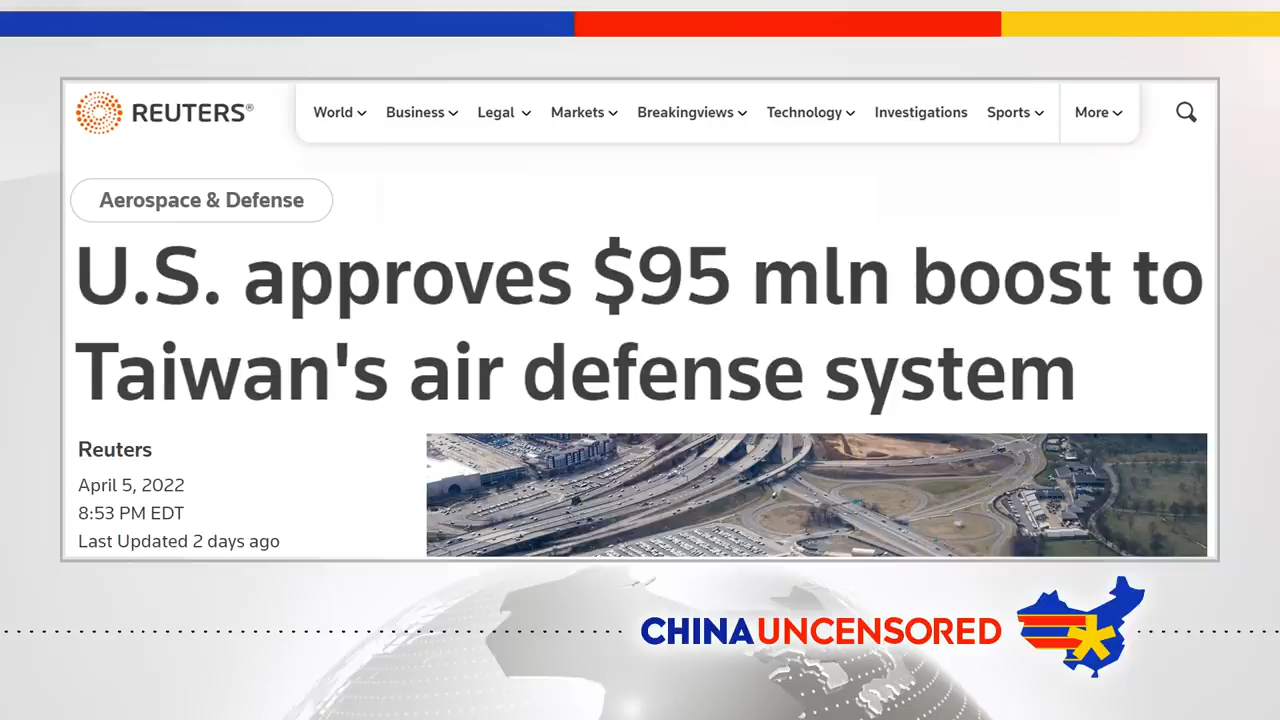 REUTERS®
World Business Legal Markets Breakingviews Technology Investigations Sports More
Aerospace & Defense
U.S. approves $95 mln boost to
Taiwan's air defense system
Reuters
April 5, 2022
8:53 PM EDT
Last Updated 2 days ago
CHINAUNCENSORED